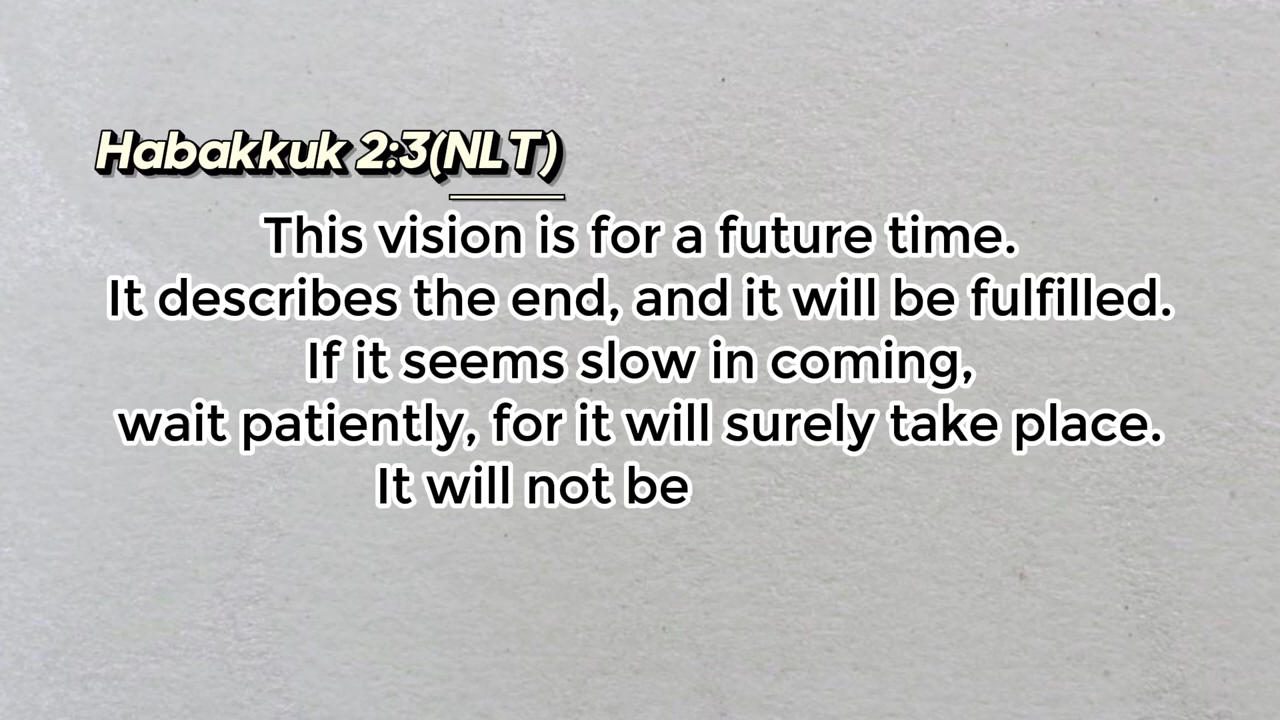 Habakkuk 2:3(NLT)
This vision is for a future time.
It describes the end, and it will be fulfilled.
If it seems slow in coming,
wait patiently, for it will surely take place.
It will not be